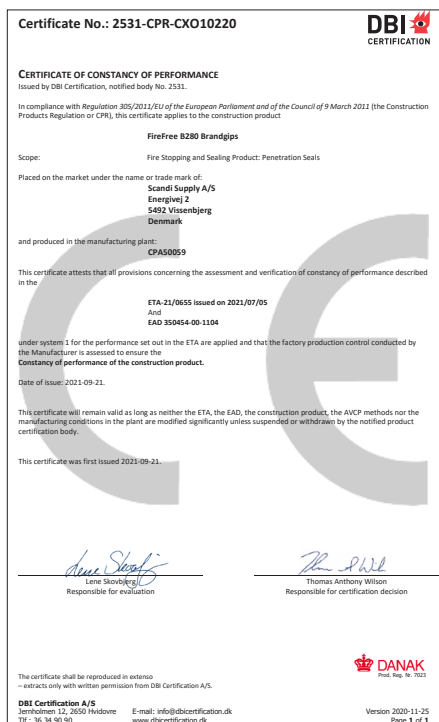 Certificate No.: 2531-CPR-CXO10220
DBI
CERTIFICATION
CERTIFICATE OF CONSTANCY OF PERFORMANCE
Issued by DBI Certification, notified body No. 2531.
In compliance with Regulation 305/2011/EU of the European Parliament and of the Council of 9 March 2011 (the Construction
Products Regulation or CPR), this certificate applies to the construction product
FireFree B280 Brandgips
Scope: Fire Stopping and Sealing Product: Penetration Seals
Placed on the market under the name or trade mark of:
Scandi Supply A/S
Energivej 2
5492 Vissenbjerg
Denmark
and produced in the manufacturing plant:
CPA50059
This certificate attests that all provisions concerning the assessment and verification of constancy of performance described
in the
ETA-21/0655 issued on 2021/07/05
And
EAD 350454-00-1104
under system 1 for the performance set out in the ETA are applied and that the factory production control conducted by
the Manufacturer is assessed to ensure the
Constancy of performance of the construction product.
Date of issue: 2021-09-21.
This certificate will remain valid as long as neither the ETA, the EAD, the construction product, the AVCP methods nor the
manufacturing conditions in the plant are modified significantly unless suspended or withdrawn by the notified product
certification body.
This certificate was first issued 2021-09-21.
Lene Skovbjerg
Responsible for evaluation
Thomas Anthony Wilson
Responsible for certification decision
DANAK
Prod. Reg. Nr. 7023
The certificate shall be reproduced in extenso
– extracts only with written permission from DBI Certification A/S.
DBI Certification A/S
Jernholmen 12, 2650 Hvidovre E-mail: info@dbicertification.dk Version 2020-11-25
Tlf.: 36 34 90 90 www.dbicertification.dk Page 1 of 1